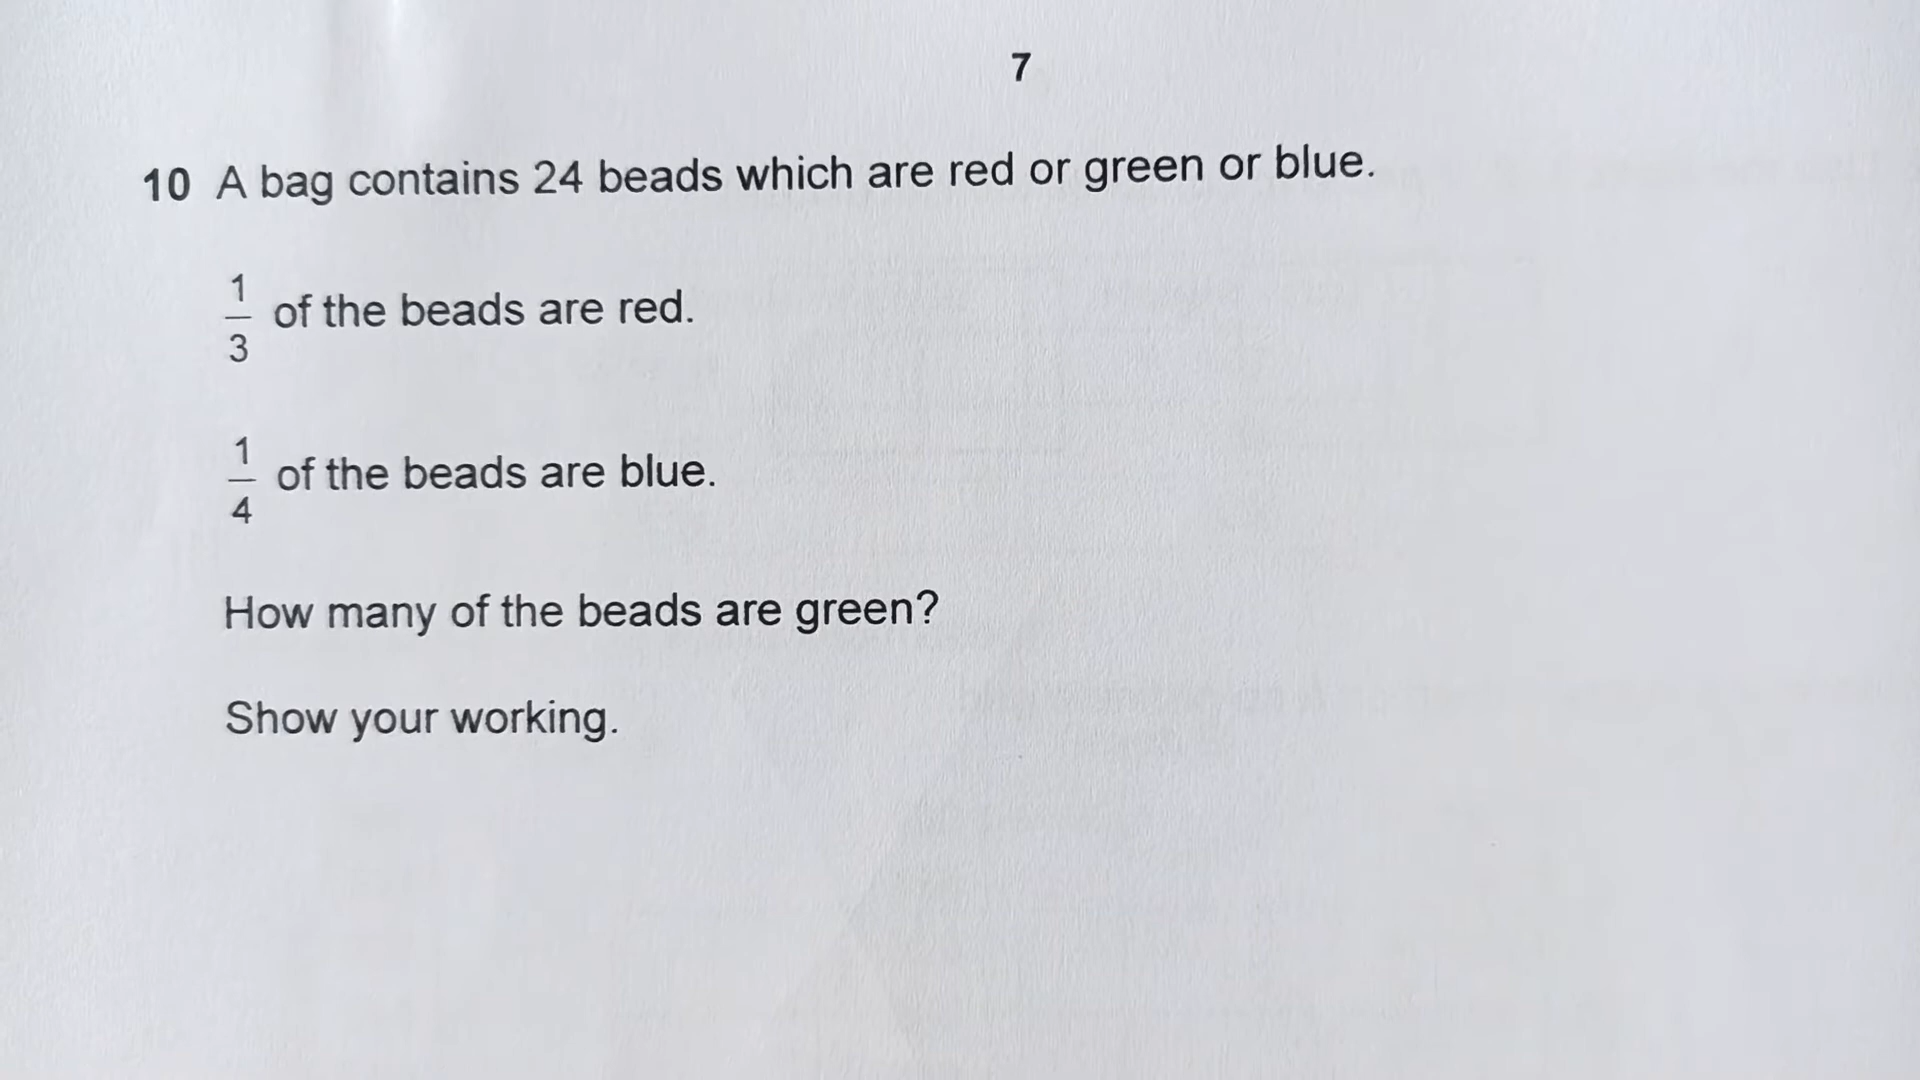 7
10 A bag contains 24 beads which are red or green or blue.
1/3 of the beads are red.
1/4 of the beads are blue.
How many of the beads are green?
Show your working.